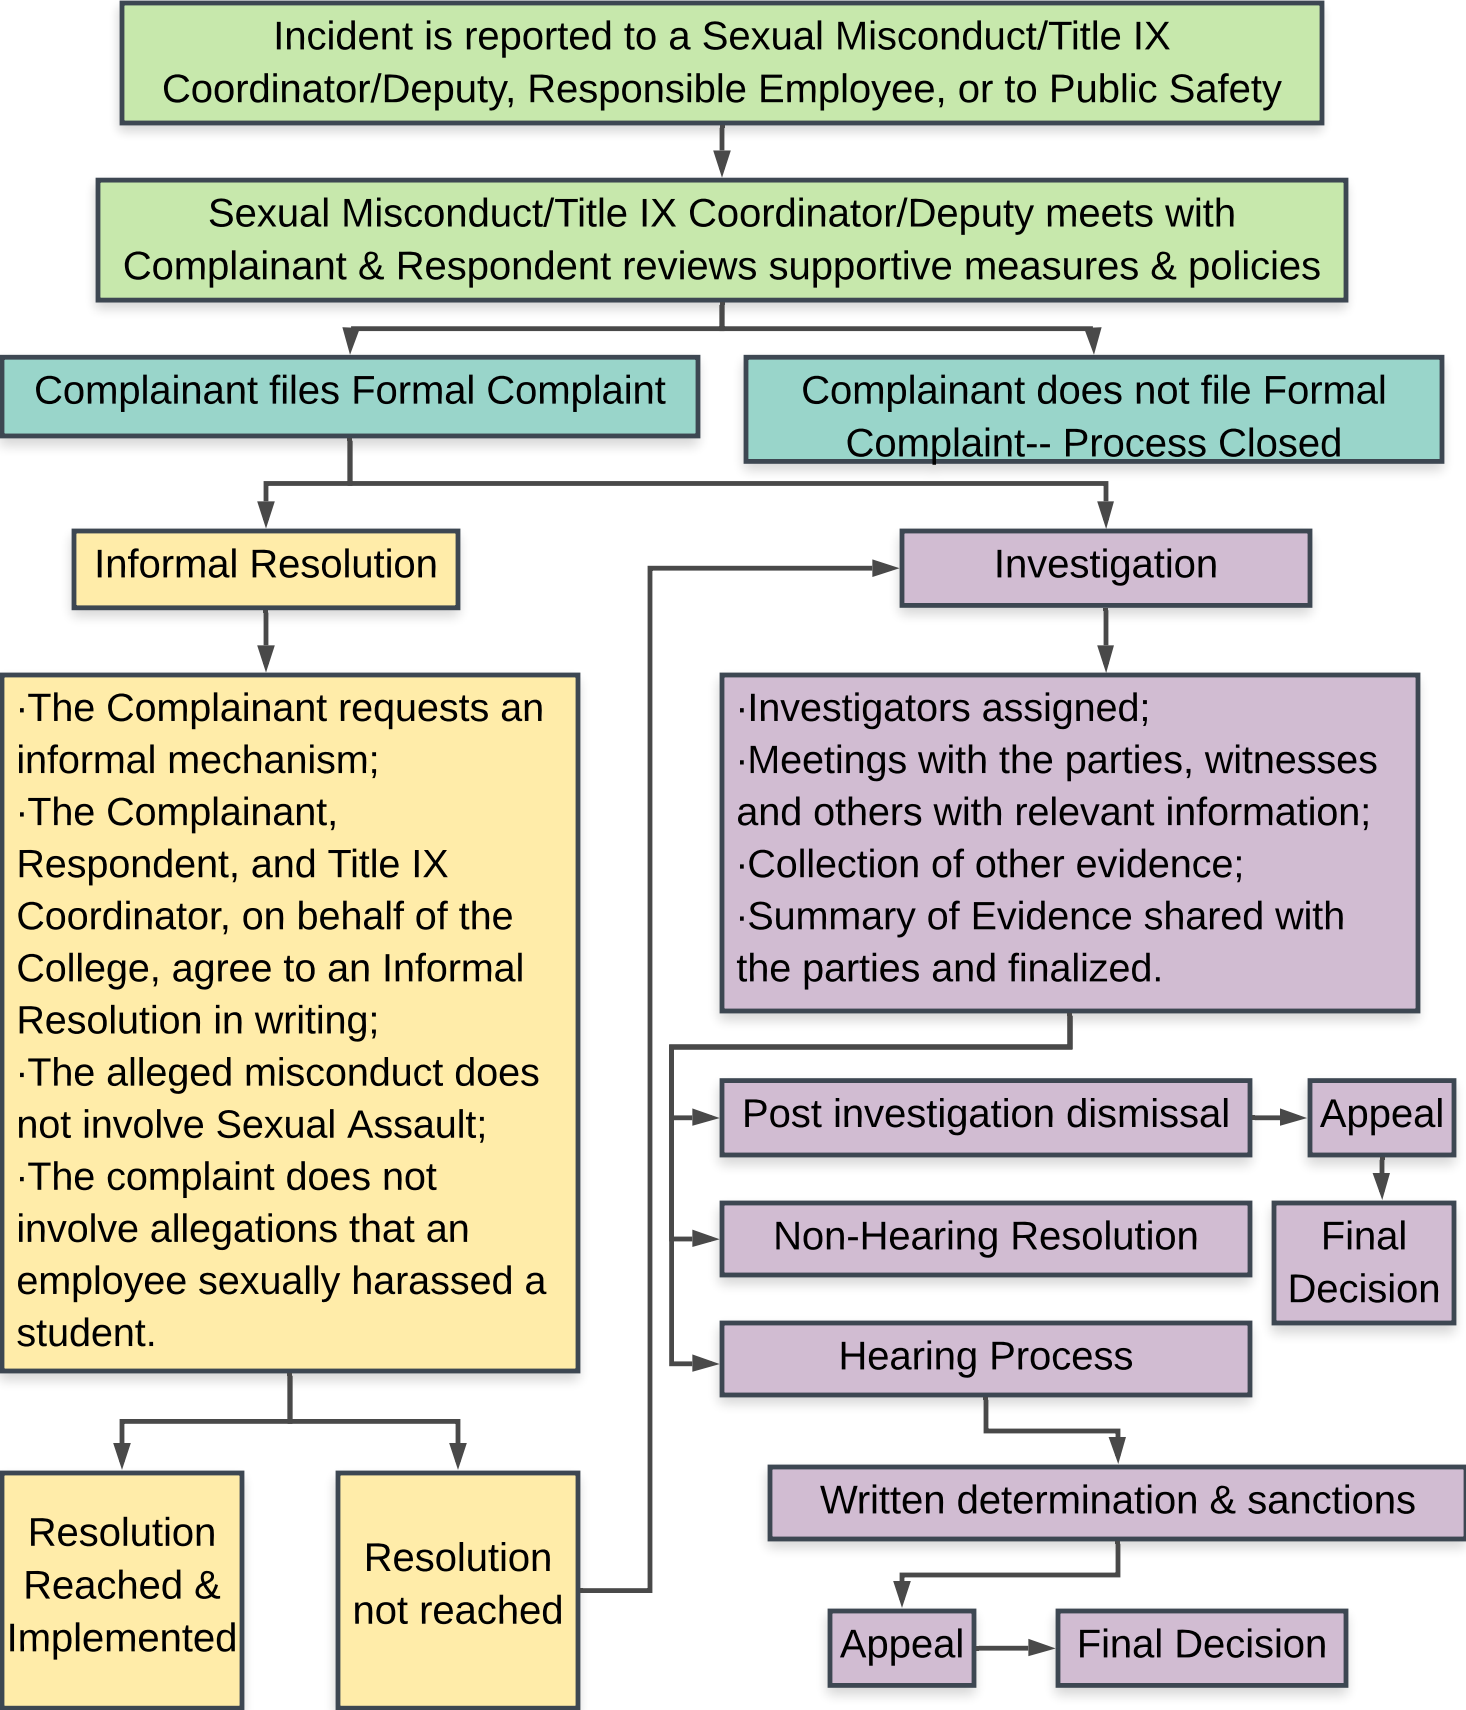 Incident is reported to a Sexual Misconduct/Title IX
Coordinator/Deputy, Responsible Employee, or to Public Safety
Sexual Misconduct/Title IX Coordinator/Deputy meets with
Complainant & Respondent reviews supportive measures & policies
Complainant files Formal Complaint
Complainant does not file Formal
Complaint-- Process Closed
Informal Resolution
Investigation
·The Complainant requests an
informal mechanism;
·The Complainant,
Respondent, and Title IX
Coordinator, on behalf of the
College, agree to an Informal
Resolution in writing;
·The alleged misconduct does
not involve Sexual Assault;
·The complaint does not
involve allegations that an
employee sexually harassed a
student.
·Investigators assigned;
·Meetings with the parties, witnesses
and others with relevant information;
·Collection of other evidence;
·Summary of Evidence shared with
the parties and finalized.
Post investigation dismissal
Appeal
Non-Hearing Resolution
Final
Decision
Hearing Process
Written determination & sanctions
Resolution
Reached &
Implemented
Resolution
not reached
Appeal
Final Decision